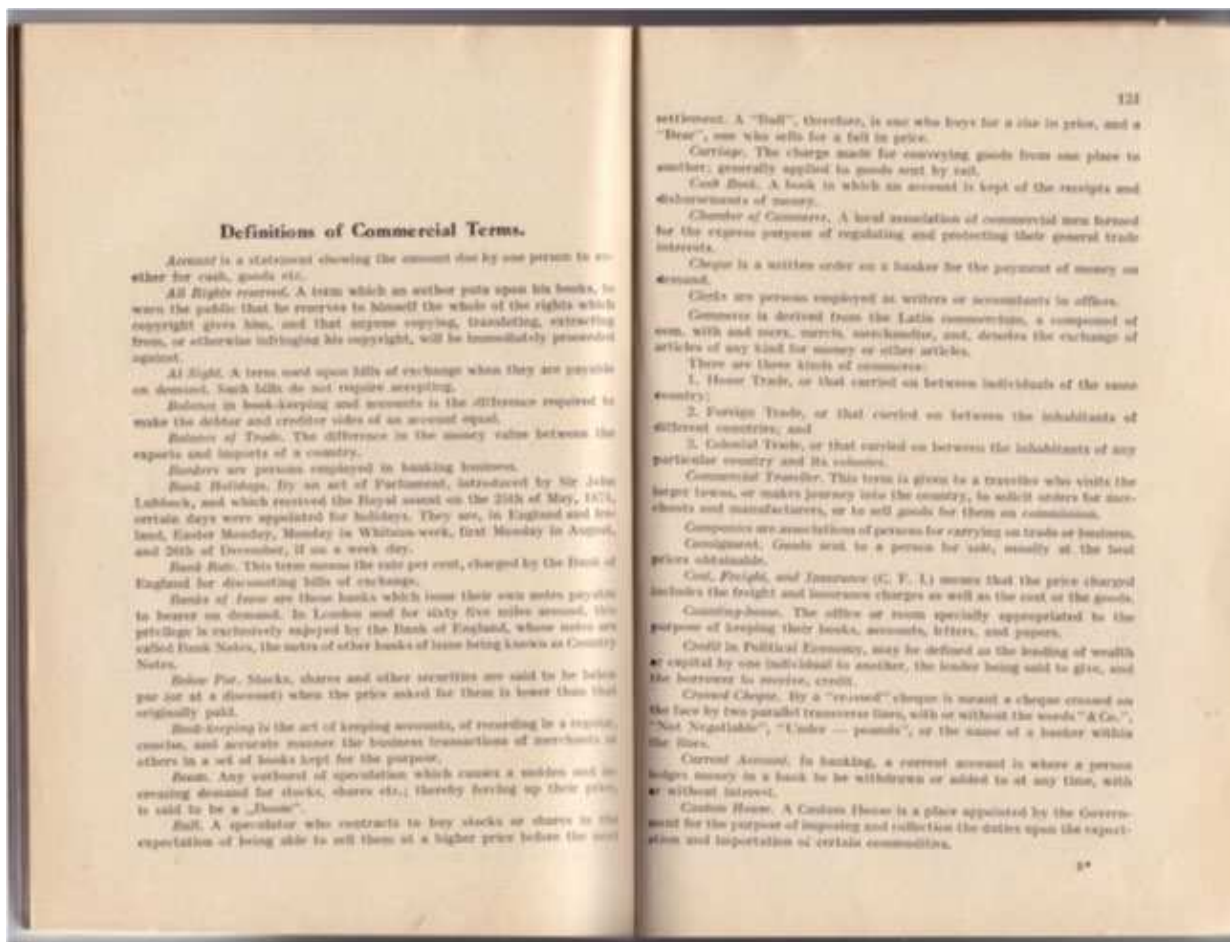 Definitions of Commercial Terms.
Account is a statement showing the amount due by one person to an-
other for cash, goods etc.
All Rights reserved. A term which an author puts upon his books, to
warn the public that he reserves to himself the whole of the rights which
copyright gives him, and that anyone copying, translating, extracting
from, or otherwise infringing his copyright, will be immediately proceeded
against.
At Sight. A term used upon bills of exchange when they are payable
on demand. Such bills do not require accepting.
Balance in book-keeping and accounts is the difference required to
make the debtor and creditor sides of an account equal.
Balance of Trade. The difference in the money value between the
exports and imports of a country.
Bankers are persons employed in banking business.
Bank Holidays. By an act of Parliament, introduced by Sir John
Lubbock, and which received the Royal assent on the 25th of May, 1871,
certain days were appointed for holidays. They are, in England and Ire-
land, Easter Monday, Monday in Whitsun-week, first Monday in August,
and 26th of December, if on a week day.
Bank Rate. This term means the rate per cent, charged by the Bank of
England for discounting bills of exchange.
Banks of Issue are those banks which issue their own notes payable
to bearer on demand. In London and for sixty five miles around, this
privilege is exclusively enjoyed by the Bank of England, whose notes are
called Bank Notes, the notes of other banks of issue being known as Country
Notes.
Below Par. Stocks, shares and other securities are said to be below
par (or at a discount) when the price asked for them is lower than that
originally paid.
Book-keeping is the art of keeping accounts, of recording in a regular,
concise, and accurate manner the business transactions of merchants or
others in a set of books kept for the purpose.
Boom. Any outburst of speculation which causes a sudden and in-
creasing demand for stocks, shares etc.; thereby forcing up their price,
is said to be a „Boom".
Bull. A speculator who contracts to buy stocks or shares in the
expectation of being able to sell them at a higher price before the next
settlement. A "Bull", therefore, is one who buys for a rise in price, and a
"Bear", one who sells for a fall in price.
Carriage. The charge made for conveying goods from one place to
another; generally applied to goods sent by rail.
Cash Book. A book in which an account is kept of the receipts and
disbursements of money.
Chamber of Commerce. A local association of commercial men formed
for the express purpose of regulating and protecting their general trade
interests.
Cheque is a written order on a banker for the payment of money on
demand.
Clerks are persons employed as writers or accountants in offices.
Commerce is derived from the Latin commercium, a compound of
com, with and merx, mercis, merchandise, and, denotes the exchange of
articles of any kind for money or other articles.
There are three kinds of commerce:
1. Home Trade, or that carried on between individuals of the same
country;
2. Foreign Trade, or that carried on between the inhabitants of
different countries; and
3. Colonial Trade, or that carried on between the inhabitants of any
particular country and its colonies.
Commercial Traveller. This term is given to a traveller who visits the
larger towns, or makes journey into the country, to solicit orders for mer-
chants and manufacturers, or to sell goods for them on commission.
Companies are associations of persons for carrying on trade or business.
Consignment. Goods sent to a person for sale, usually at the best
prices obtainable.
Cost, Freight, and Insurance (C. F. I.) means that the price charged
includes the freight and insurance charges as well as the cost or the goods.
Counting-house. The office or room specially appropriated to the
purpose of keeping their books, accounts, letters, and papers.
Credit in Political Economy, may be defined as the lending of wealth
or capital by one individual to another, the lender being said to give, and
the borrower to receive, credit.
Crossed Cheque. By a "crossed" cheque is meant a cheque crossed on
the face by two parallel transverse lines, with or without the words "& Co.",
"Not Negotiable", "Under — pounds", or the name of a banker within
the lines.
Current Account. In banking, a current account is where a person
lodges money in a bank to be withdrawn or added to at any time, with
or without interest.
Custom House. A Custom House is a place appointed by the Govern-
ment for the purpose of imposing and collection the duties upon the export-
ation and importation of certain commodities.